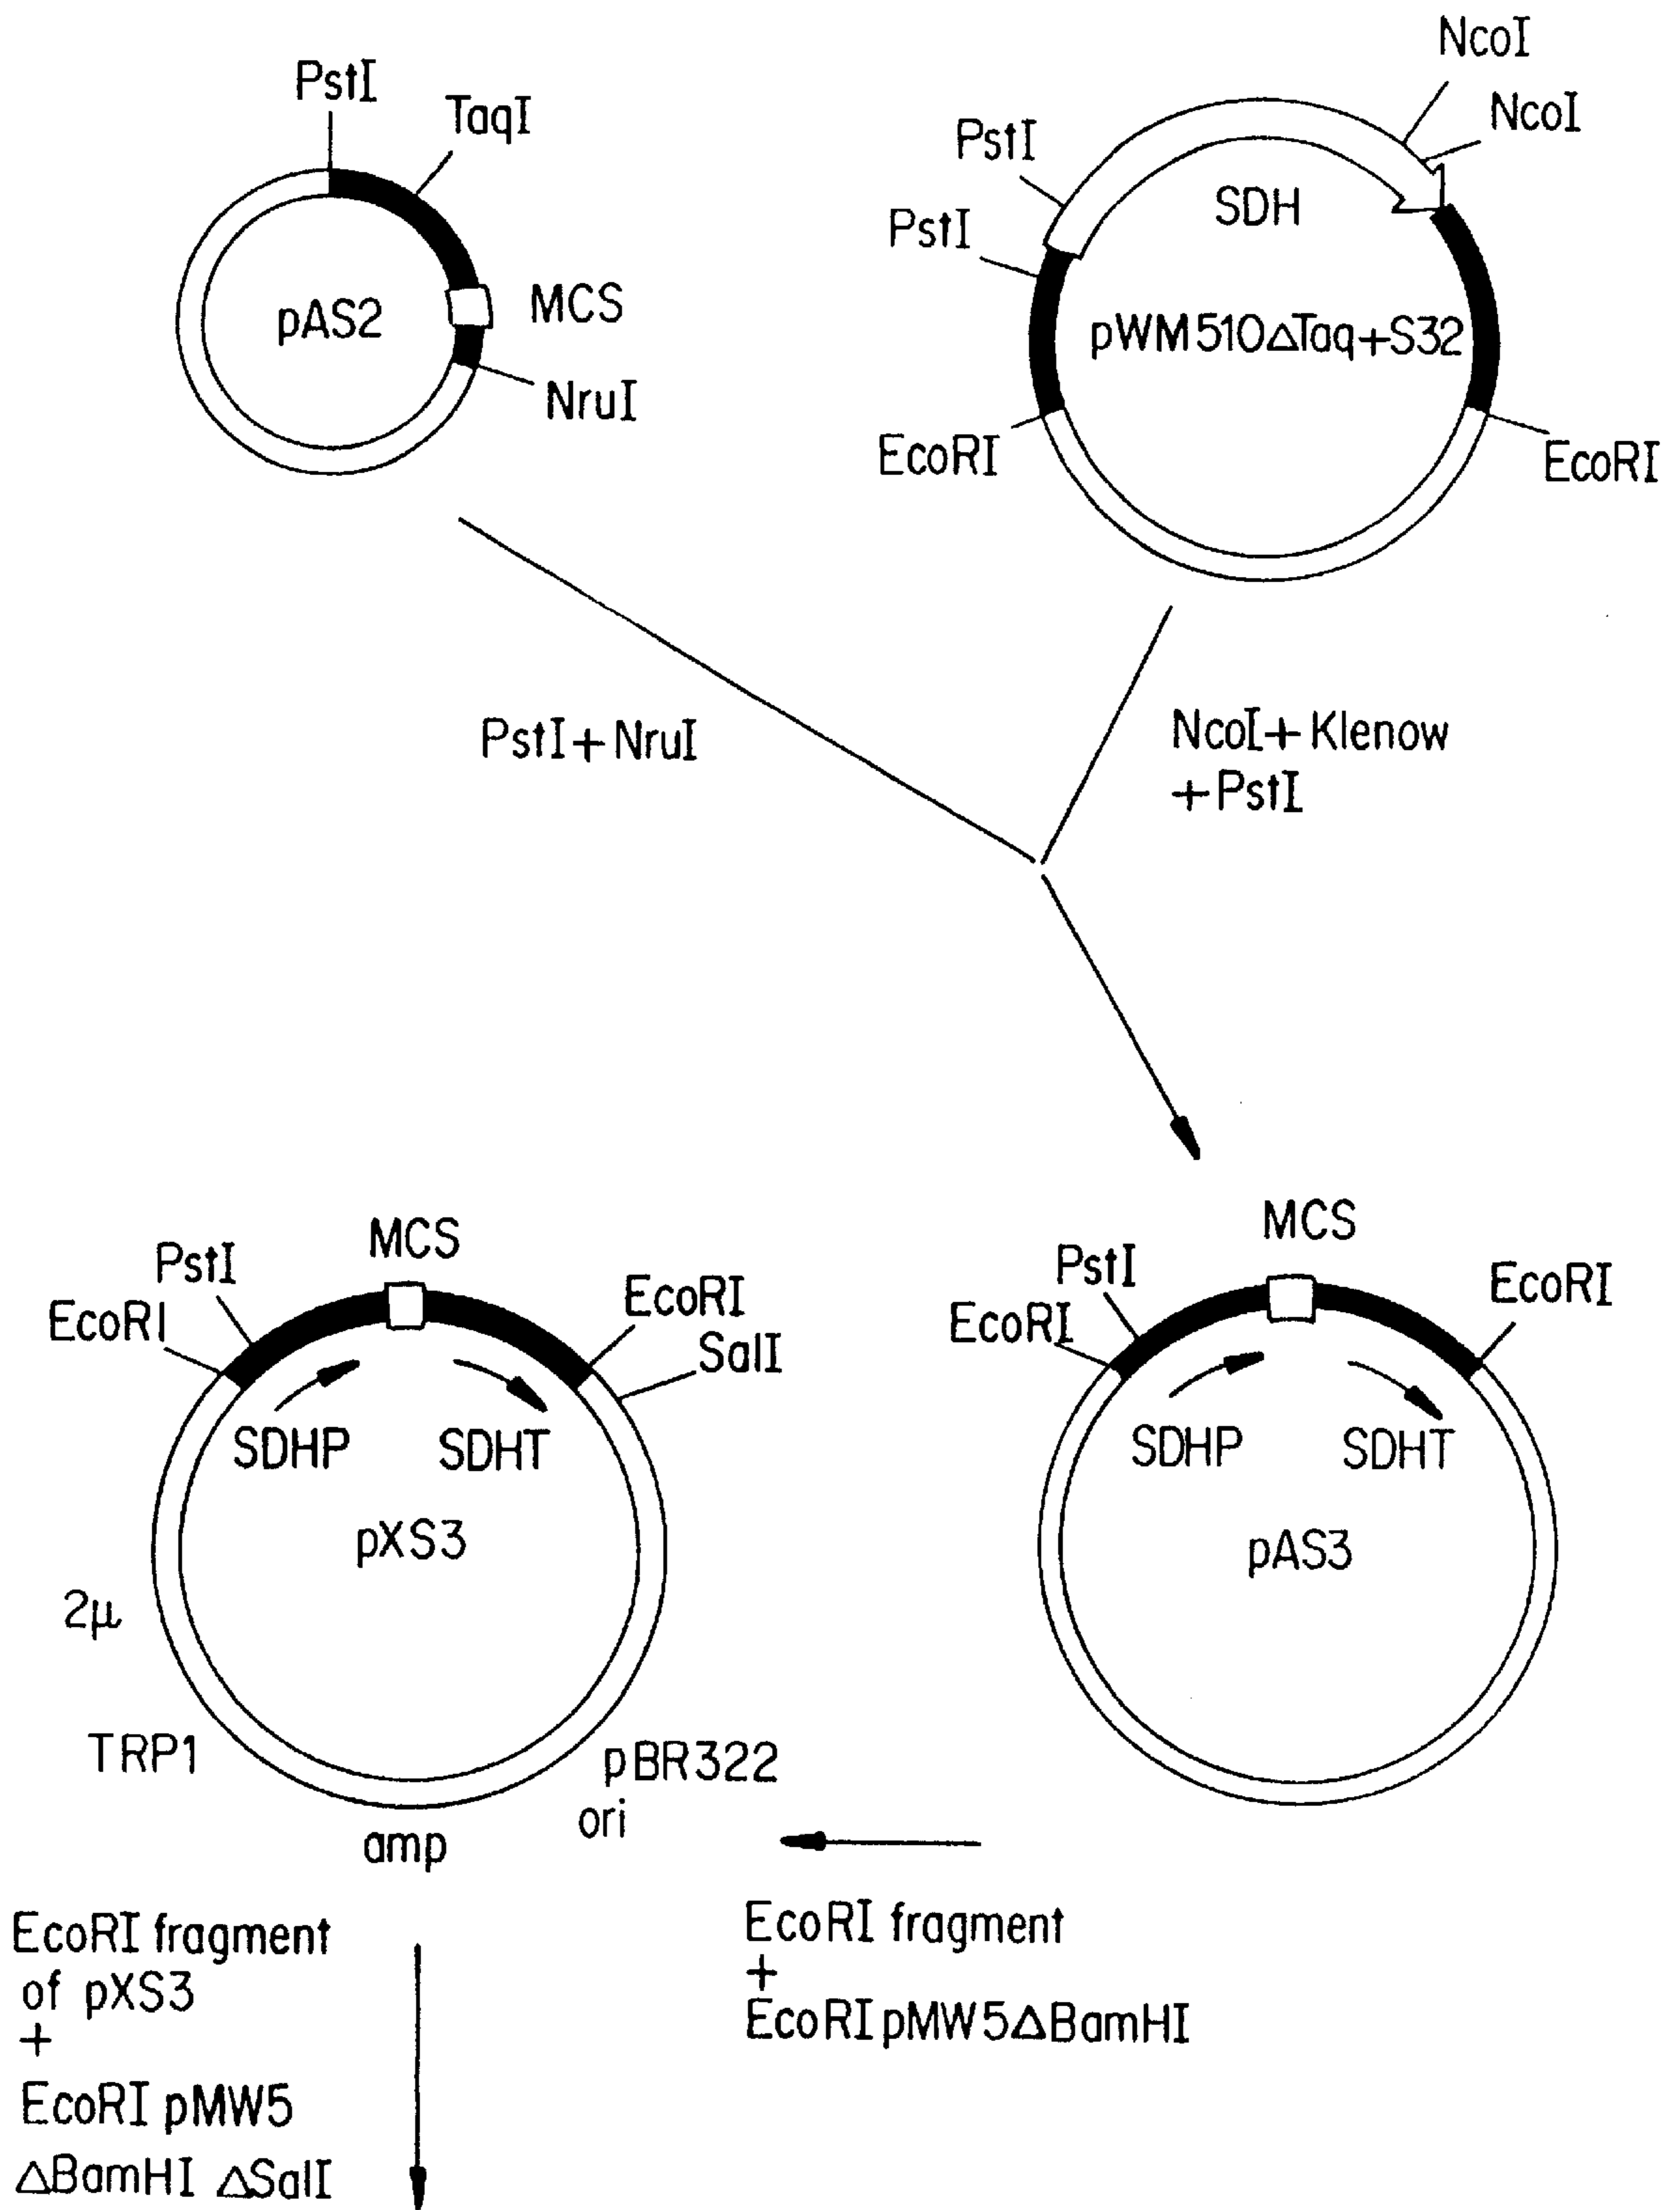 PstI
TaqI
pAS2
MCS
NruI
NcoI
NcoI
PstI
PstI
SDH
pWM510ΔTaq+S32
EcoRI
EcoRI
PstI+NruI
NcoI+Klenow
+PstI
MCS
PstI
EcoRI
EcoRI
SalI
SDHP
SDHT
pXS3
2μ
TRP1
pBR322
ori
amp
MCS
PstI
EcoRI
EcoRI
SDHP
SDHT
pAS3
EcoRI fragment
+
EcoRI pMW5ΔBamHI
EcoRI fragment
of pXS3
+
EcoRI pMW5
ΔBamHI ΔSalI